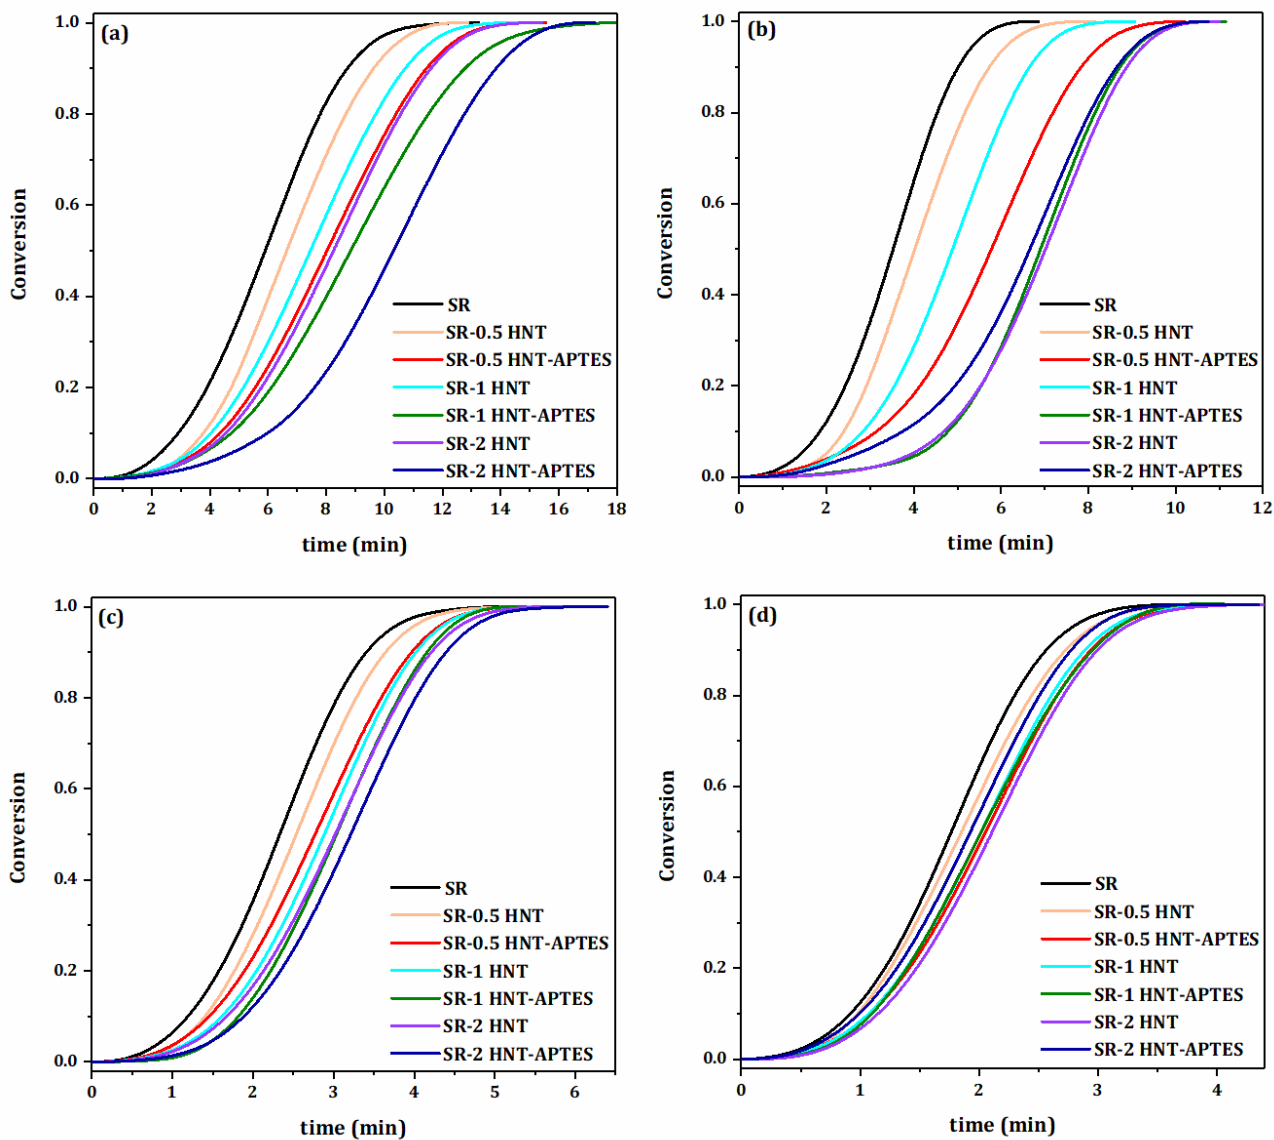 (a)
1.0
0.8
0.6
0.4
0.2
0.0
Conversion
SR
SR-0.5 HNT
SR-0.5 HNT-APTES
SR-1 HNT
SR-1 HNT-APTES
SR-2 HNT
SR-2 HNT-APTES
0 2 4 6 8 10 12 14 16 18
time (min)
(b)
1.0
0.8
0.6
0.4
0.2
0.0
Conversion
SR
SR-0.5 HNT
SR-0.5 HNT-APTES
SR-1 HNT
SR-1 HNT-APTES
SR-2 HNT
SR-2 HNT-APTES
0 2 4 6 8 10 12
time (min)
(c)
1.0
0.8
0.6
0.4
0.2
0.0
Conversion
SR
SR-0.5 HNT
SR-0.5 HNT-APTES
SR-1 HNT
SR-1 HNT-APTES
SR-2 HNT
SR-2 HNT-APTES
0 1 2 3 4 5 6
time (min)
(d)
1.0
0.8
0.6
0.4
0.2
0.0
Conversion
SR
SR-0.5 HNT
SR-0.5 HNT-APTES
SR-1 HNT
SR-1 HNT-APTES
SR-2 HNT
SR-2 HNT-APTES
0 1 2 3 4
time (min)